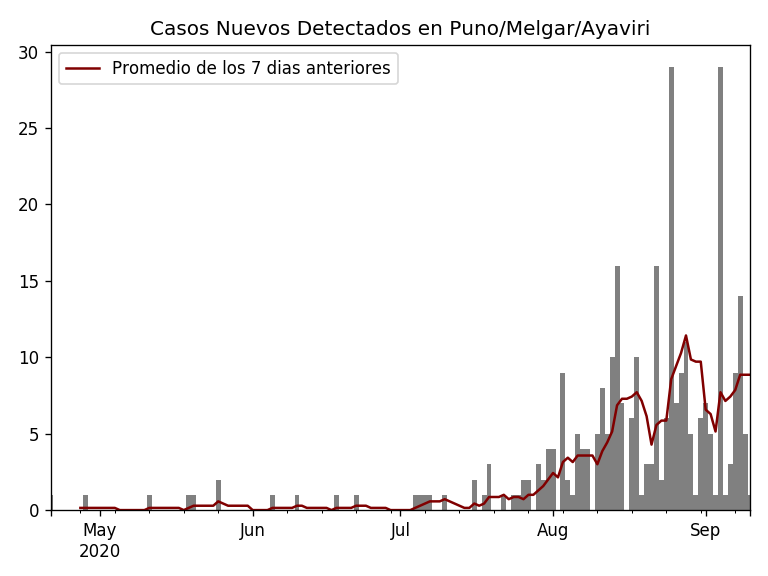 Casos Nuevos Detectados en Puno/Melgar/Ayaviri
Promedio de los 7 dias anteriores
30
25
20
15
10
5
0
May Jun Jul Aug Sep
2020